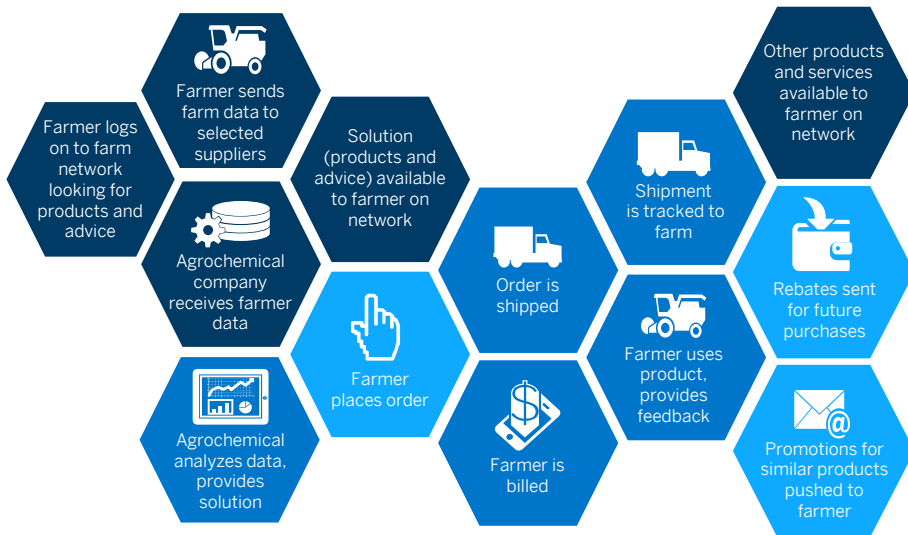 Farmer logs
on to farm
network
looking for
products and
advice
Farmer sends
farm data to
selected
suppliers
Agrochemical
company
receives farmer
data
Agrochemical
analyzes data,
provides
solution
Solution
(products and
advice) available
to farmer on
network
Farmer
places order
Order is
shipped
$
Farmer is
billed
Shipment
is tracked to
farm
Farmer uses
product,
provides
feedback
Other products
and services
available to
farmer on
network
Rebates sent
for future
purchases
@
Promotions for
similar products
pushed to
farmer